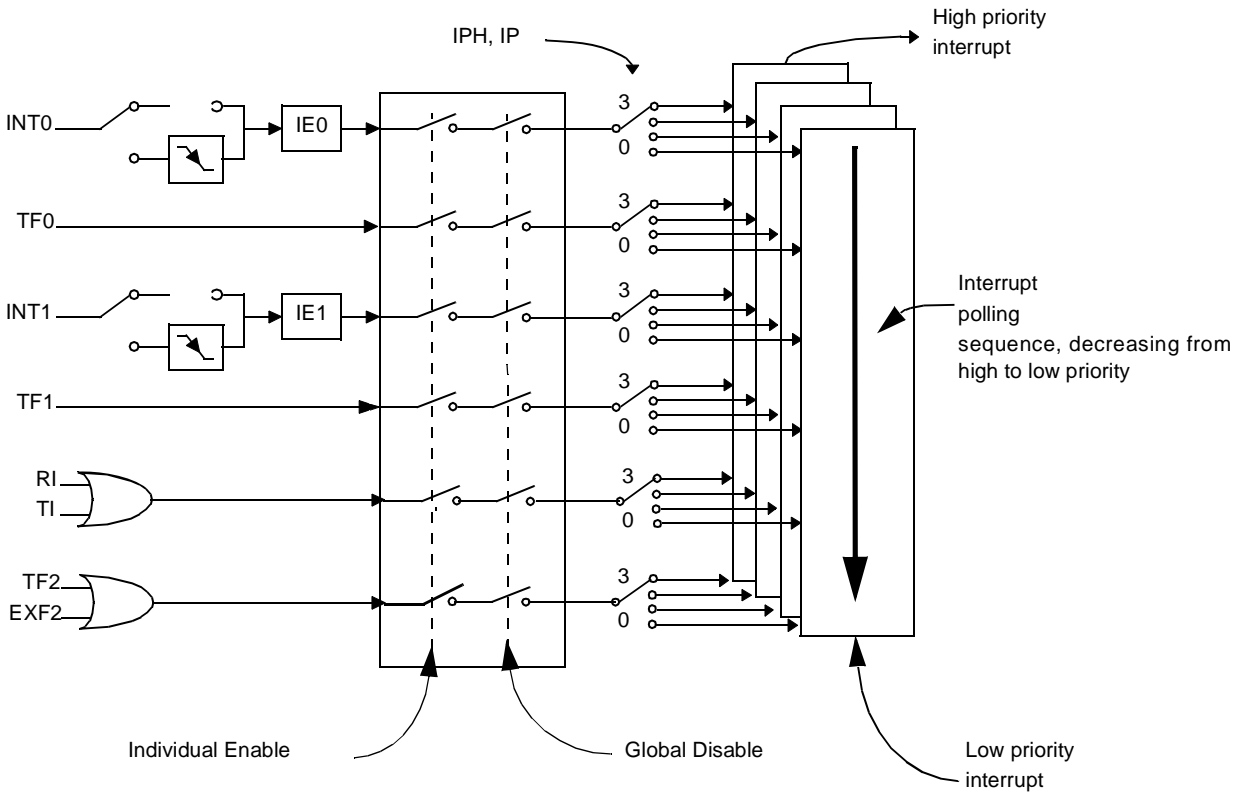 High priority
interrupt
IPH, IP
INT0
IE0
3
0
TF0
3
0
INT1
IE1
3
0
Interrupt
polling
sequence, decreasing from
high to low priority
TF1
3
0
RI
TI
3
0
TF2
EXF2
3
0
Individual Enable
Global Disable
Low priority
interrupt